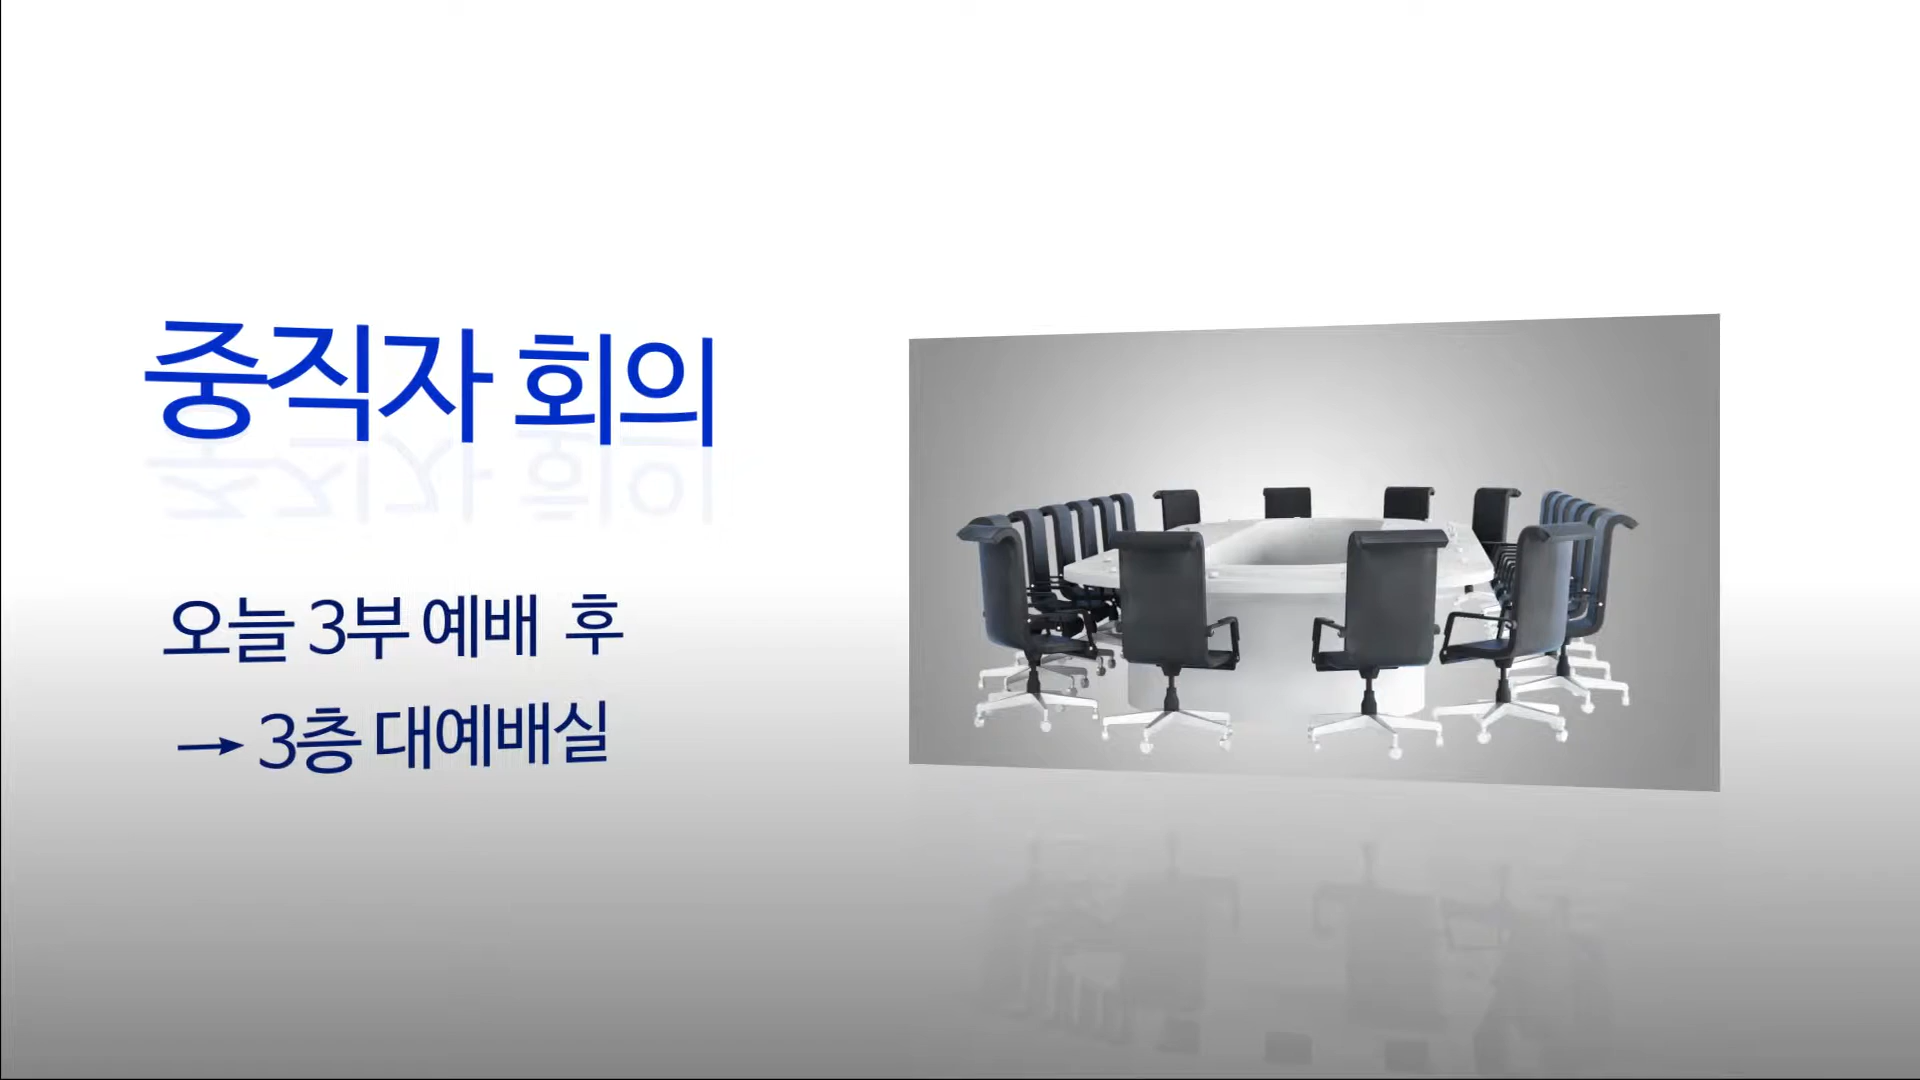 중직자 회의
오늘 3부 예배 후
→ 3층 대예배실